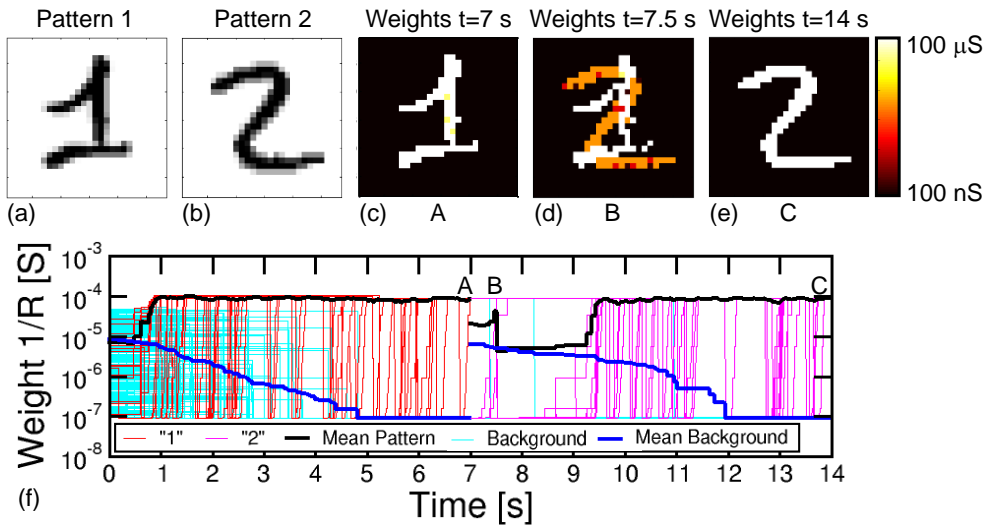 Pattern 1 Pattern 2 Weights t=7 s Weights t=7.5 s Weights t=14 s
100 μS
100 nS
(a) (b) (c) A (d) B (e) C
10⁻³
10⁻⁴
10⁻⁵
10⁻⁶
10⁻⁷
10⁻⁸
Weight 1/R [S]
A B C
"1" "2" Mean Pattern Background Mean Background
0 1 2 3 4 5 6 7 8 9 10 11 12 13 14
(f) Time [s]